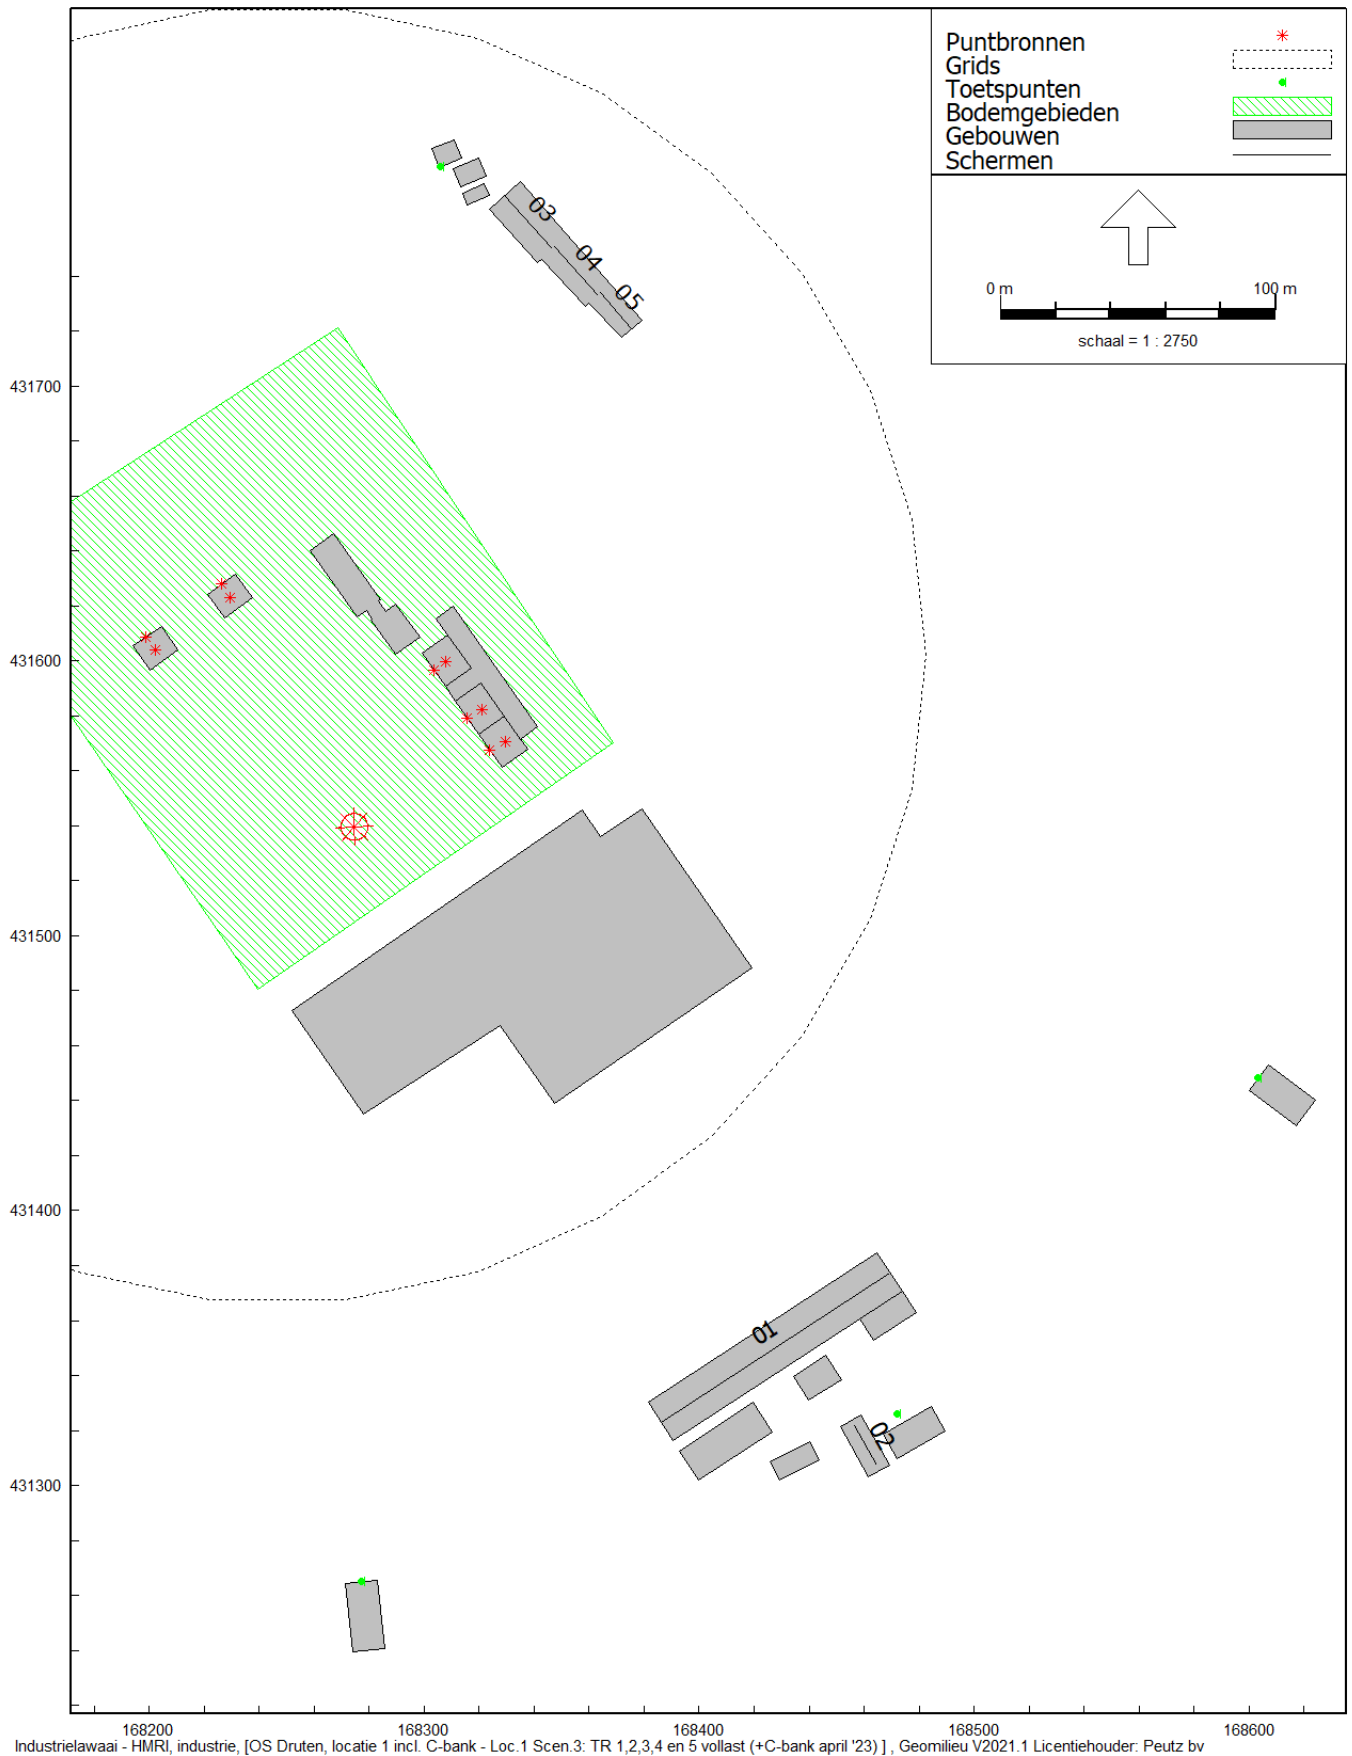 Puntbronnen
Grids
Toetspunten
Bodemgebieden
Gebouwen
Schermen
0 m 100 m
schaal = 1 : 2750
03
04
05
431700
431600
431500
431400
01
02
431300
168200 168300 168400 168500 168600
Industrielawaai - HMRI, industrie, [OS Druten, locatie 1 incl. C-bank - Loc.1 Scen.3: TR 1,2,3,4 en 5 vollast (+C-bank april '23) ] , Geomilieu V2021.1 Licentiehouder: Peutz bv